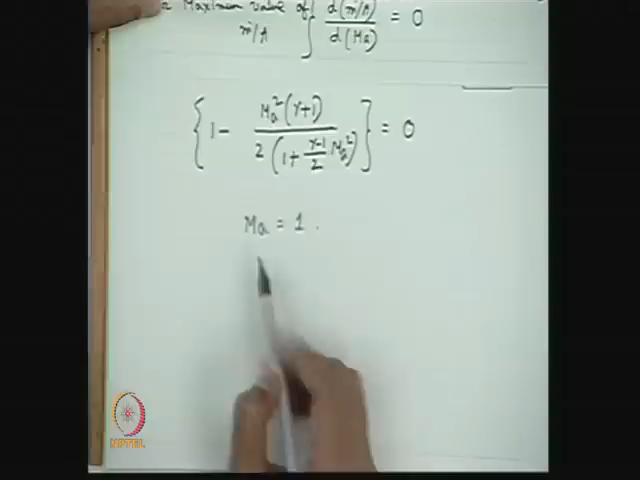 Maximum value of } d(ṁ/A) / d(Ma) = 0
ṁ/A
{ 1 - Ma²(γ+1) / 2(1 + γ-1/2 Ma²) } = 0
Ma = 1.
NPTEL